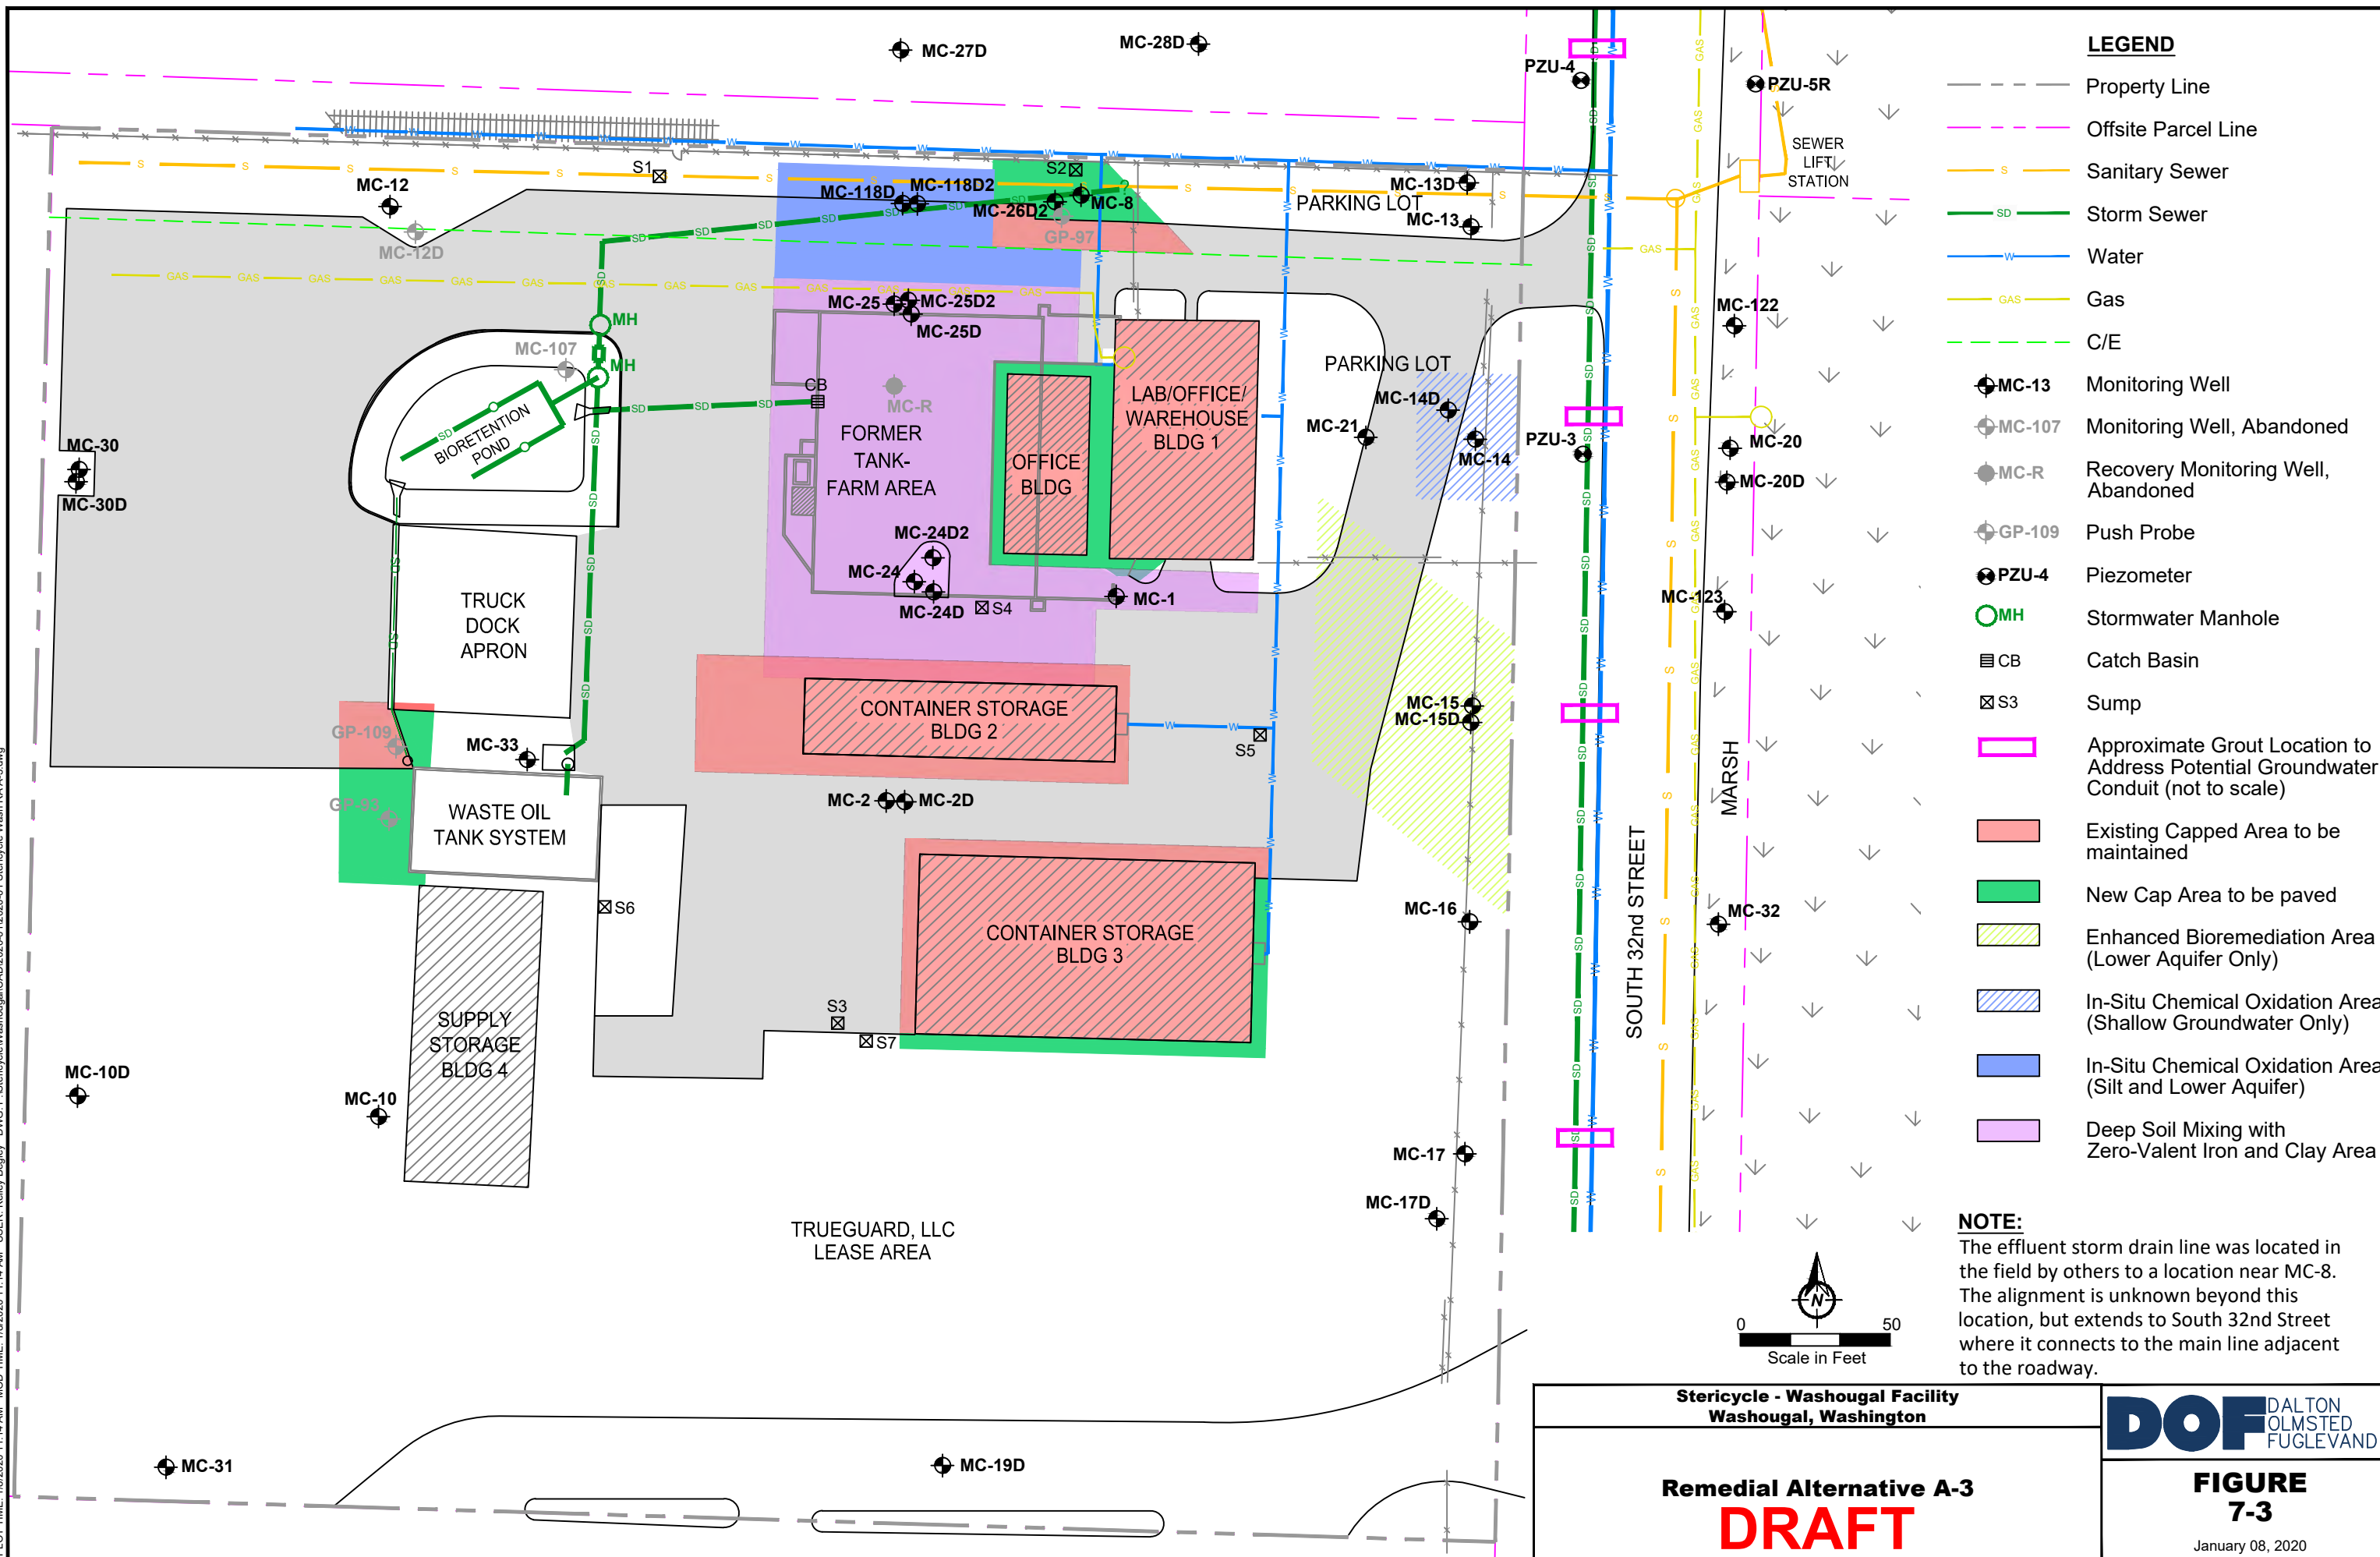 MC-27D
MC-28D
PZU-4
PZU-5R
SEWER
LIFT
STATION
S1
S2
MC-12
MC-12D
MC-118D
MC-118D2
MC-26D2
MC-8
?
GP-97
MC-13D
PARKING LOT
MC-13
MC-25
MC-25D2
MC-25D
MH
MH
MC-107
CB
MC-R
BIORETENTION
POND
FORMER
TANK-
FARM AREA
OFFICE
BLDG
LAB/OFFICE/
WAREHOUSE
BLDG 1
PARKING LOT
MC-14D
MC-21
MC-14
PZU-3
MC-122
MC-20
MC-20D
MC-30
MC-30D
MC-24D2
MC-24
MC-24D
S4
MC-1
MC-123
TRUCK
DOCK
APRON
CONTAINER STORAGE
BLDG 2
MC-15
MC-15D
S5
GP-109
MC-33
GP-93
WASTE OIL
TANK SYSTEM
MC-2
MC-2D
MARSH
SOUTH 32nd STREET
S6
CONTAINER STORAGE
BLDG 3
MC-16
MC-32
S3
S7
SUPPLY
STORAGE
BLDG 4
MC-10D
MC-10
MC-17
MC-17D
TRUEGUARD, LLC
LEASE AREA
MC-31
MC-19D
LEGEND
Property Line
Offsite Parcel Line
S
Sanitary Sewer
SD
Storm Sewer
W
Water
GAS
Gas
C/E
MC-13
Monitoring Well
MC-107
Monitoring Well, Abandoned
MC-R
Recovery Monitoring Well,
Abandoned
GP-109
Push Probe
PZU-4
Piezometer
MH
Stormwater Manhole
CB
Catch Basin
S3
Sump
Approximate Grout Location to
Address Potential Groundwater
Conduit (not to scale)
Existing Capped Area to be
maintained
New Cap Area to be paved
Enhanced Bioremediation Area
(Lower Aquifer Only)
In-Situ Chemical Oxidation Area
(Shallow Groundwater Only)
In-Situ Chemical Oxidation Area
(Silt and Lower Aquifer)
Deep Soil Mixing with
Zero-Valent Iron and Clay Area
NOTE:
The effluent storm drain line was located in
the field by others to a location near MC-8.
The alignment is unknown beyond this
location, but extends to South 32nd Street
where it connects to the main line adjacent
to the roadway.
N
0 50
Scale in Feet
Stericycle - Washougal Facility
Washougal, Washington
Remedial Alternative A-3
DRAFT
DOF
DALTON
OLMSTED
FUGLEVAND
FIGURE
7-3
January 08, 2020